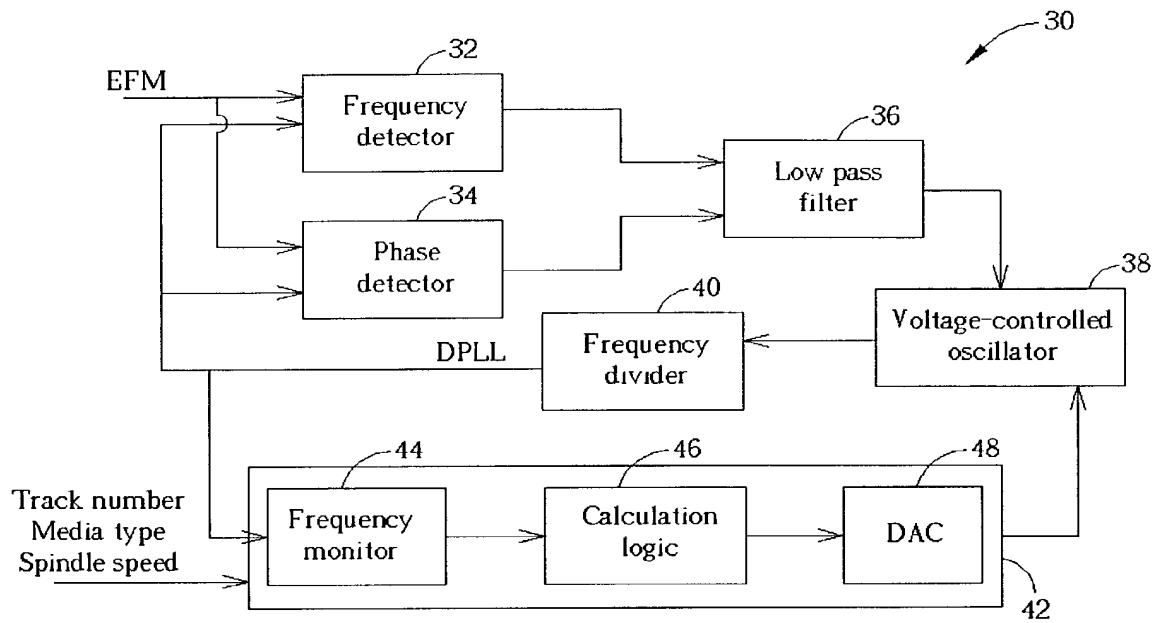 30
32
EFM
Frequency
detector
36
Low pass
filter
34
Phase
detector
38
Voltage-controlled
oscillator
40
DPLL
Frequency
divider
44
46
48
Track number
Media type
Spindle speed
Frequency
monitor
Calculation
logic
DAC
42